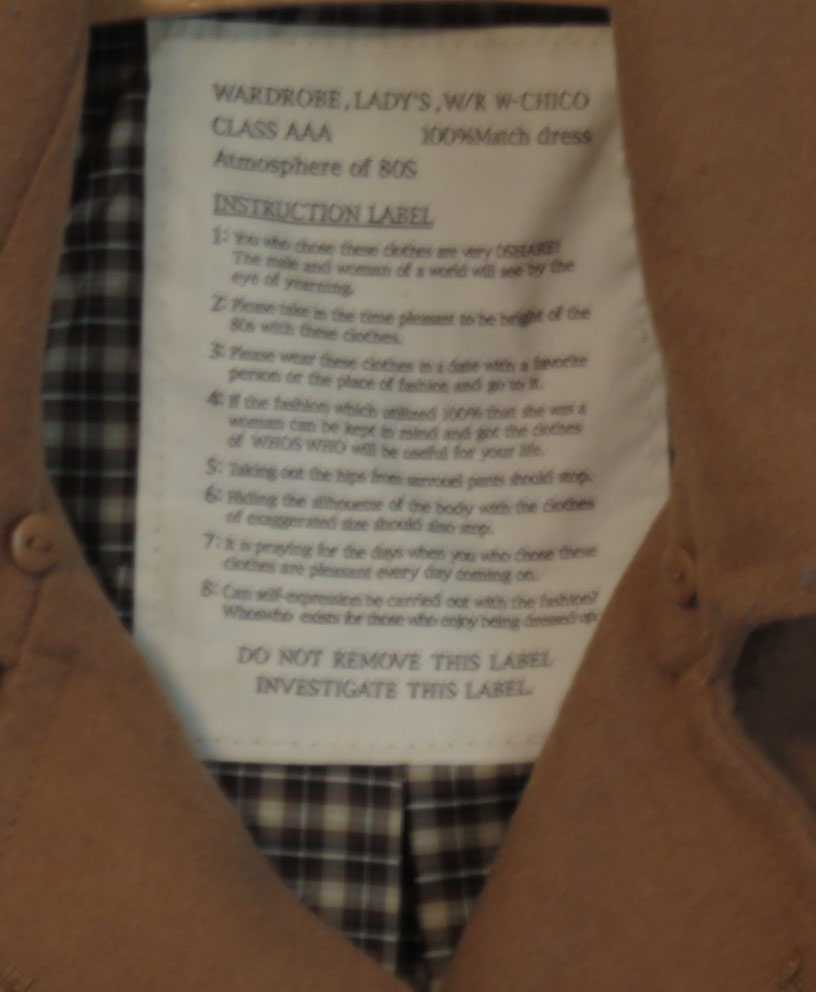 WARDROBE, LADY'S, W/R W-CHICO
CLASS AAA 100%Match dress
Atmosphere of 80S
INSTRUCTION LABEL
1: You who chose these clothes are very OSHARE!
The male and woman of a world will see by the
eye of yearning.
2: Please take in the time pleasant to be bright of the
80s with these clothes.
3: Please wear these clothes in a date with a favorite
person or the place of fashion and go to it.
4: If the fashion which utilized 100% that she was a
woman can be kept in mind and got the clothes
of WHOS WHO will be useful for your life.
5: Taking out the hips from sarrouel pants should stop.
6: Hiding the silhouette of the body with the clothes
of exaggerated size should also stop.
7: It is praying for the days when you who chose these
clothes are pleasant every day coming on.
8: Can self-expression be carried out with the fashion?
Whoswho exists for those who enjoy being dressed up.
DO NOT REMOVE THIS LABEL
INVESTIGATE THIS LABEL.